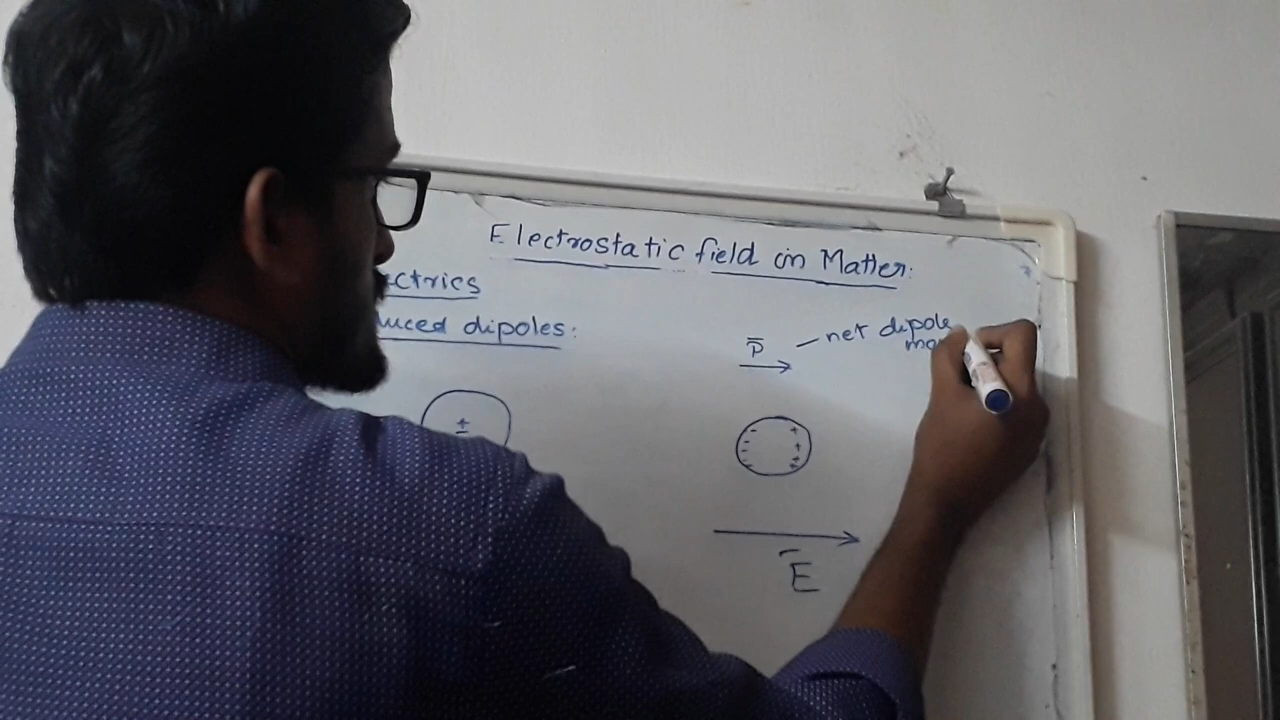 Electrostatic field in Matter:
ctrics
uced dipoles:
P
net dipole
+
-
- +
- +
- +
- +
E